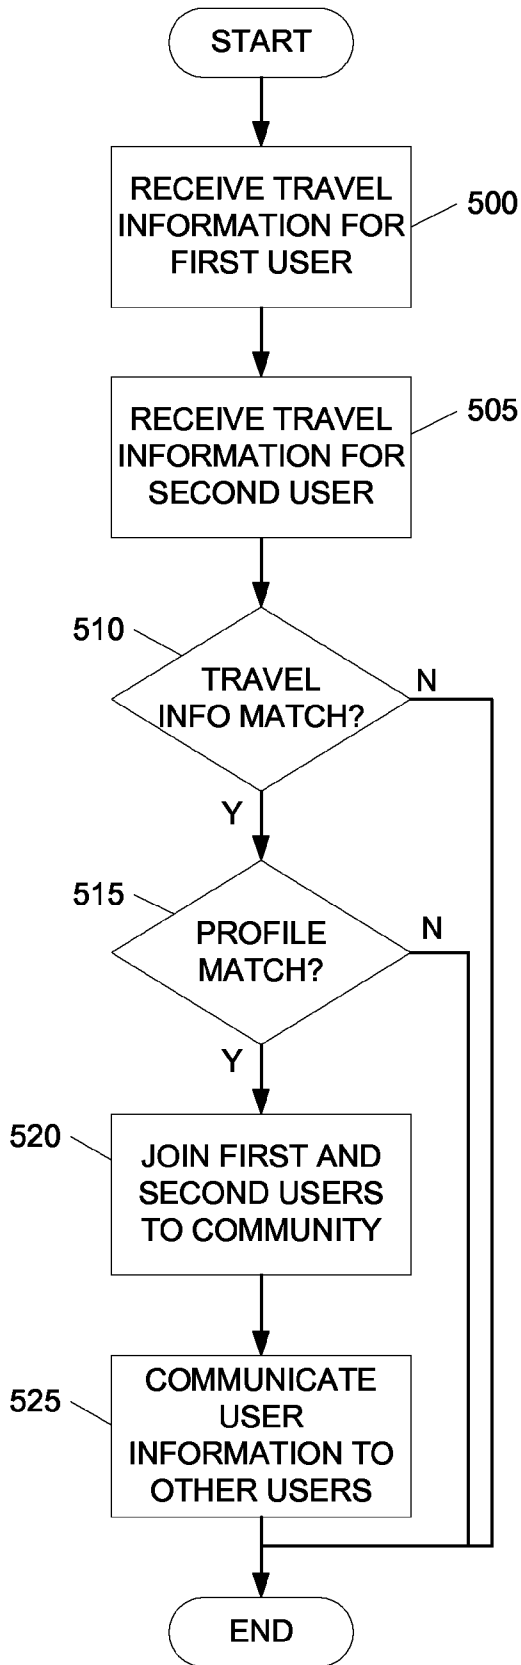 START
RECEIVE TRAVEL
INFORMATION FOR
FIRST USER
500
RECEIVE TRAVEL
INFORMATION FOR
SECOND USER
505
510
TRAVEL
INFO MATCH?
N
Y
515
PROFILE
MATCH?
N
Y
520
JOIN FIRST AND
SECOND USERS
TO COMMUNITY
525
COMMUNICATE
USER
INFORMATION TO
OTHER USERS
END